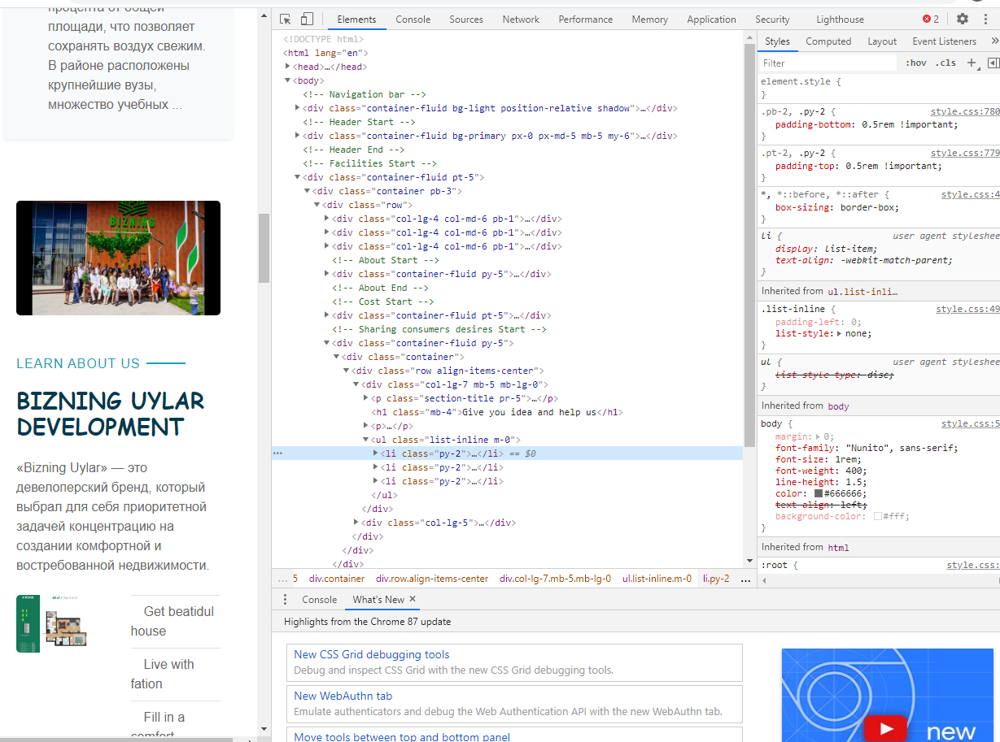 процента от общей
площади, что позволяет
сохранять воздух свежим.
В районе расположены
крупнейшие вузы,
множество учебных ...
BIZNING
LEARN ABOUT US
BIZNING UYLAR
DEVELOPMENT
«Bizning Uylar» — это
девелоперский бренд, который
выбрал для себя приоритетной
задачей концентрацию на
создании комфортной и
востребованной недвижимости.
Get beatidul
house
Live with
fation
Fill in a
comfort
Elements Console Sources Network Performance Memory Application Security Lighthouse 2
<!DOCTYPE html>
<html lang="en">
<head>…</head>
<body>
<!-- Navigation bar -->
<div class="container-fluid bg-light position-relative shadow">…</div>
<!-- Header Start -->
<div class="container-fluid bg-primary px-0 px-md-5 mb-5 my-6">…</div>
<!-- Header End -->
<!-- Facilities Start -->
<div class="container-fluid pt-5">
<div class="container pb-3">
<div class="row">
<div class="col-lg-4 col-md-6 pb-1">…</div>
<div class="col-lg-4 col-md-6 pb-1">…</div>
<div class="col-lg-4 col-md-6 pb-1">…</div>
<!-- About Start -->
<div class="container-fluid py-5">…</div>
<!-- About End -->
<!-- Cost Start -->
<div class="container-fluid pt-5">…</div>
<!-- Sharing consumers desires Start -->
<div class="container-fluid py-5">
<div class="container">
<div class="row align-items-center">
<div class="col-lg-7 mb-5 mb-lg-0">
<p class="section-title pr-5">…</p>
<h1 class="mb-4">Give you idea and help us</h1>
<p>…</p>
<ul class="list-inline m-0">
<li class="py-2">…</li> == $0
<li class="py-2">…</li>
<li class="py-2">…</li>
</ul>
</div>
<div class="col-lg-5">…</div>
</div>
</div>
</div>
... 5 div.container div.row.align-items-center div.col-lg-7.mb-5.mb-lg-0 ul.list-inline.m-0 li.py-2 ...
Styles Computed Layout Event Listeners »
Filter :hov .cls +
element.style {
}
.pb-2, .py-2 { style.css:780
padding-bottom: 0.5rem !important;
}
.pt-2, .py-2 { style.css:779
padding-top: 0.5rem !important;
}
*, *::before, *::after { style.css:4
box-sizing: border-box;
}
li { user agent styleshee
display: list-item;
text-align: -webkit-match-parent;
}
Inherited from ul.list-inli…
.list-inline { style.css:49
padding-left: 0;
list-style: none;
}
ul { user agent styleshee
list-style-type: disc;
}
Inherited from body
body { style.css:5
margin: 0;
font-family: "Nunito", sans-serif;
font-size: 1rem;
font-weight: 400;
line-height: 1.5;
color: #666666;
text-align: left;
background-color: #fff;
}
Inherited from html
:root { style.css:
Console What's New ✕
Highlights from the Chrome 87 update
New CSS Grid debugging tools
Debug and inspect CSS Grid with the new CSS Grid debugging tools.
New WebAuthn tab
Emulate authenticators and debug the Web Authentication API with the new WebAuthn tab.
Move tools between top and bottom panel
new